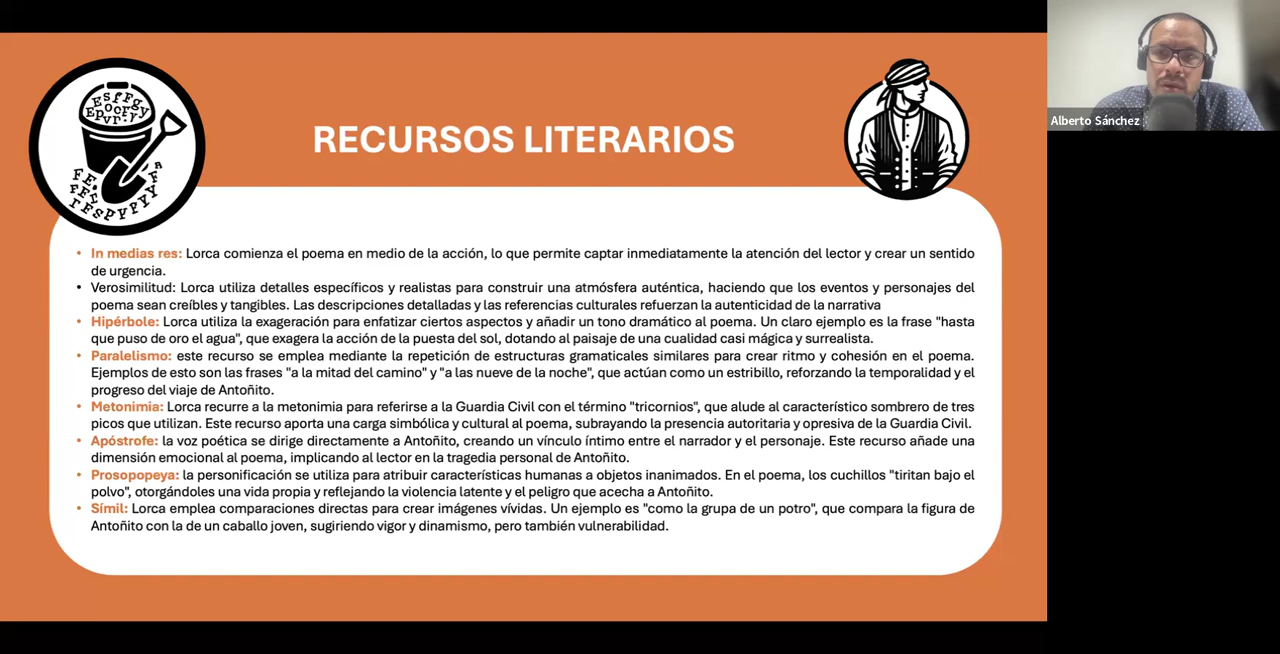 RECURSOS LITERARIOS
Alberto Sánchez
• In medias res: Lorca comienza el poema en medio de la acción, lo que permite captar inmediatamente la atención del lector y crear un sentido
de urgencia.
• Verosimilitud: Lorca utiliza detalles específicos y realistas para construir una atmósfera auténtica, haciendo que los eventos y personajes del
poema sean creíbles y tangibles. Las descripciones detalladas y las referencias culturales refuerzan la autenticidad de la narrativa
• Hipérbole: Lorca utiliza la exageración para enfatizar ciertos aspectos y añadir un tono dramático al poema. Un claro ejemplo es la frase "hasta
que puso de oro el agua", que exagera la acción de la puesta del sol, dotando al paisaje de una cualidad casi mágica y surrealista.
• Paralelismo: este recurso se emplea mediante la repetición de estructuras gramaticales similares para crear ritmo y cohesión en el poema.
Ejemplos de esto son las frases "a la mitad del camino" y "a las nueve de la noche", que actúan como un estribillo, reforzando la temporalidad y el
progreso del viaje de Antoñito.
• Metonimia: Lorca recurre a la metonimia para referirse a la Guardia Civil con el término "tricornios", que alude al característico sombrero de tres
picos que utilizan. Este recurso aporta una carga simbólica y cultural al poema, subrayando la presencia autoritaria y opresiva de la Guardia Civil.
• Apóstrofe: la voz poética se dirige directamente a Antoñito, creando un vínculo íntimo entre el narrador y el personaje. Este recurso añade una
dimensión emocional al poema, implicando al lector en la tragedia personal de Antoñito.
• Prosopopeya: la personificación se utiliza para atribuir características humanas a objetos inanimados. En el poema, los cuchillos "tiritan bajo el
polvo", otorgándoles una vida propia y reflejando la violencia latente y el peligro que acecha a Antoñito.
• Símil: Lorca emplea comparaciones directas para crear imágenes vívidas. Un ejemplo es "como la grupa de un potro", que compara la figura de
Antoñito con la de un caballo joven, sugiriendo vigor y dinamismo, pero también vulnerabilidad.